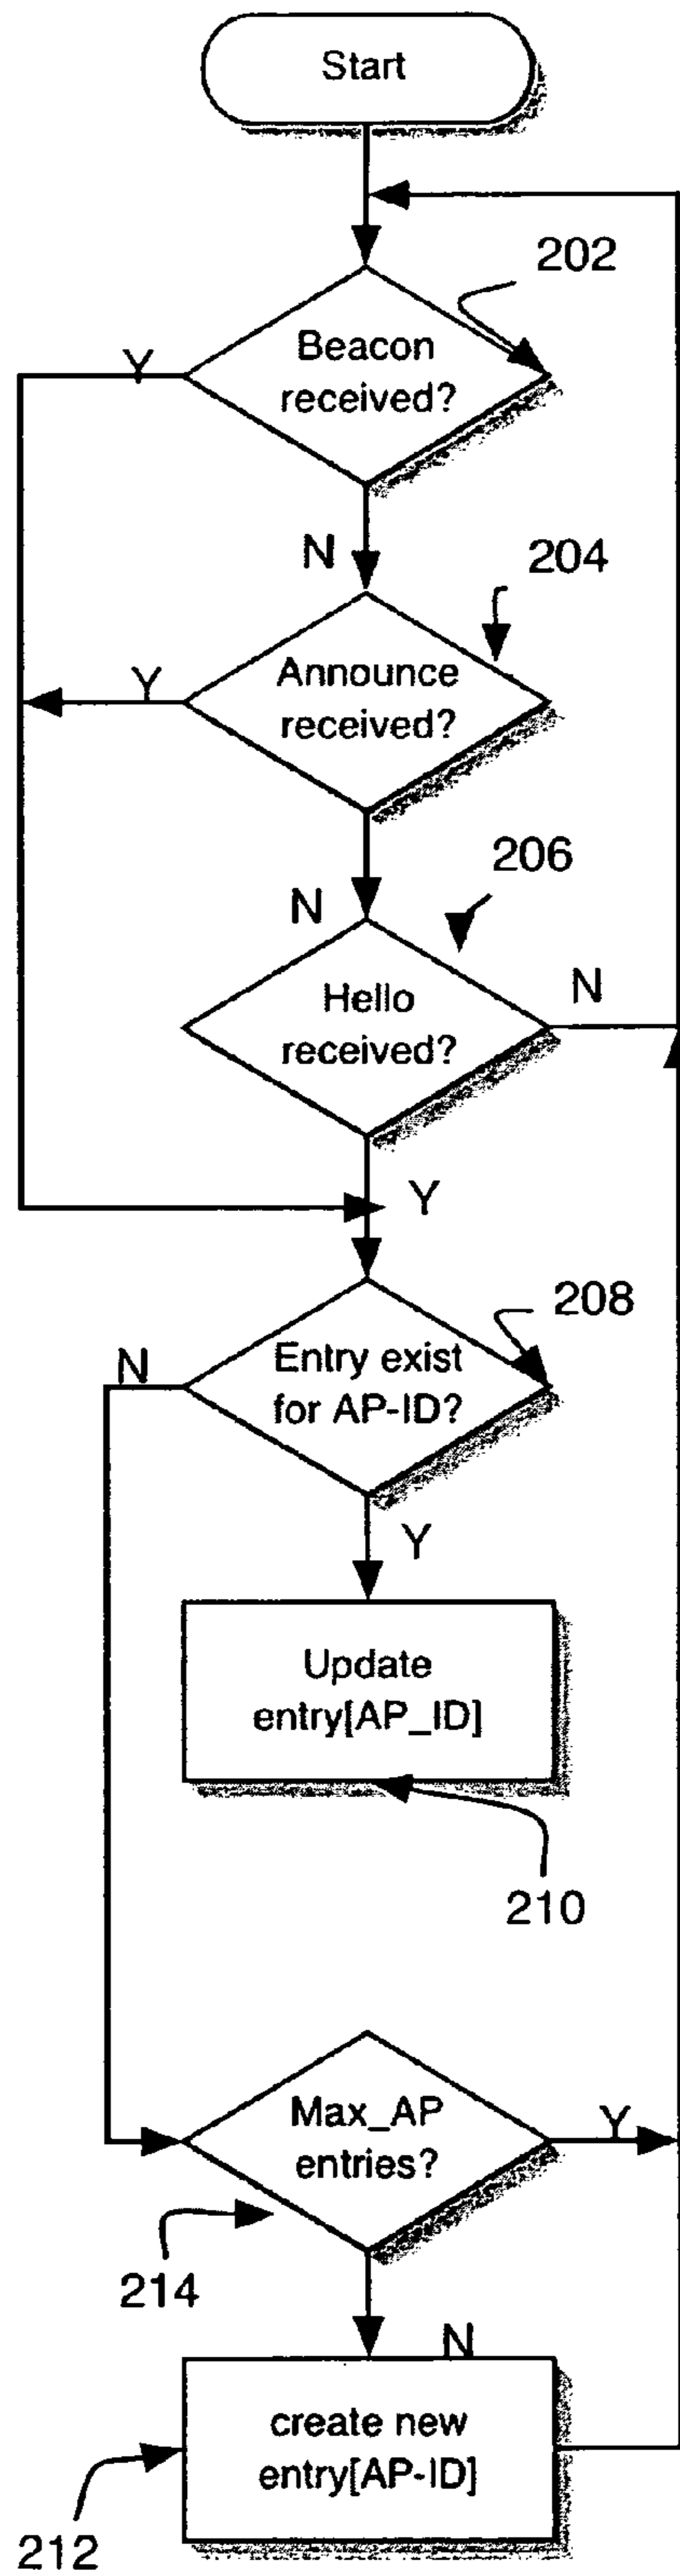 Start
202
Beacon
received?
Y
N
204
Announce
received?
Y
206
N
Hello
received?
N
Y
208
Entry exist
for AP-ID?
N
Y
Update
entry[AP_ID]
210
Max_AP
entries?
Y
214
N
create new
entry[AP-ID]
212